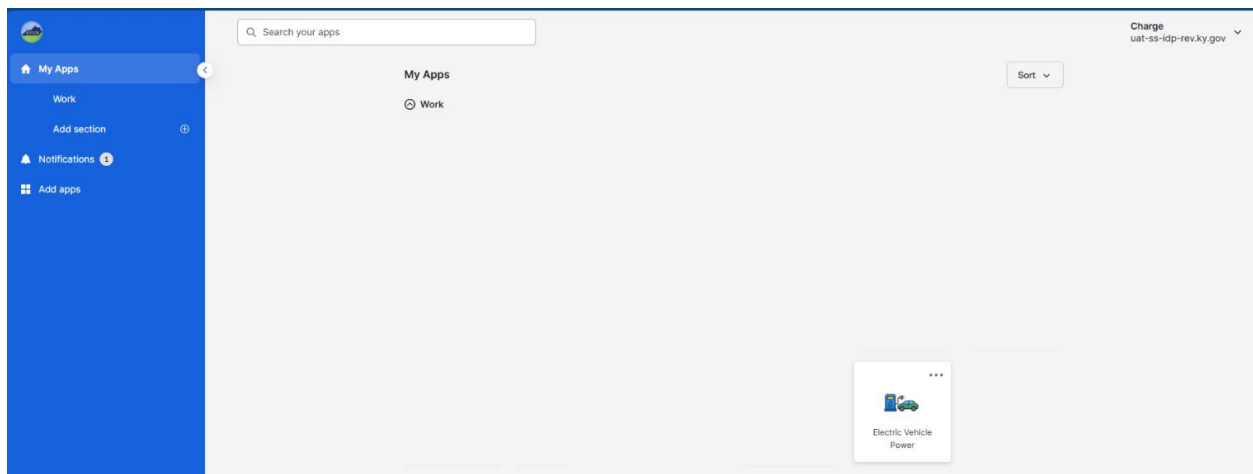 Search your apps
Charge
uat-ss-idp-rev.ky.gov
My Apps
Work
Add section
Notifications 1
Add apps
My Apps
Sort
Work
Electric Vehicle
Power